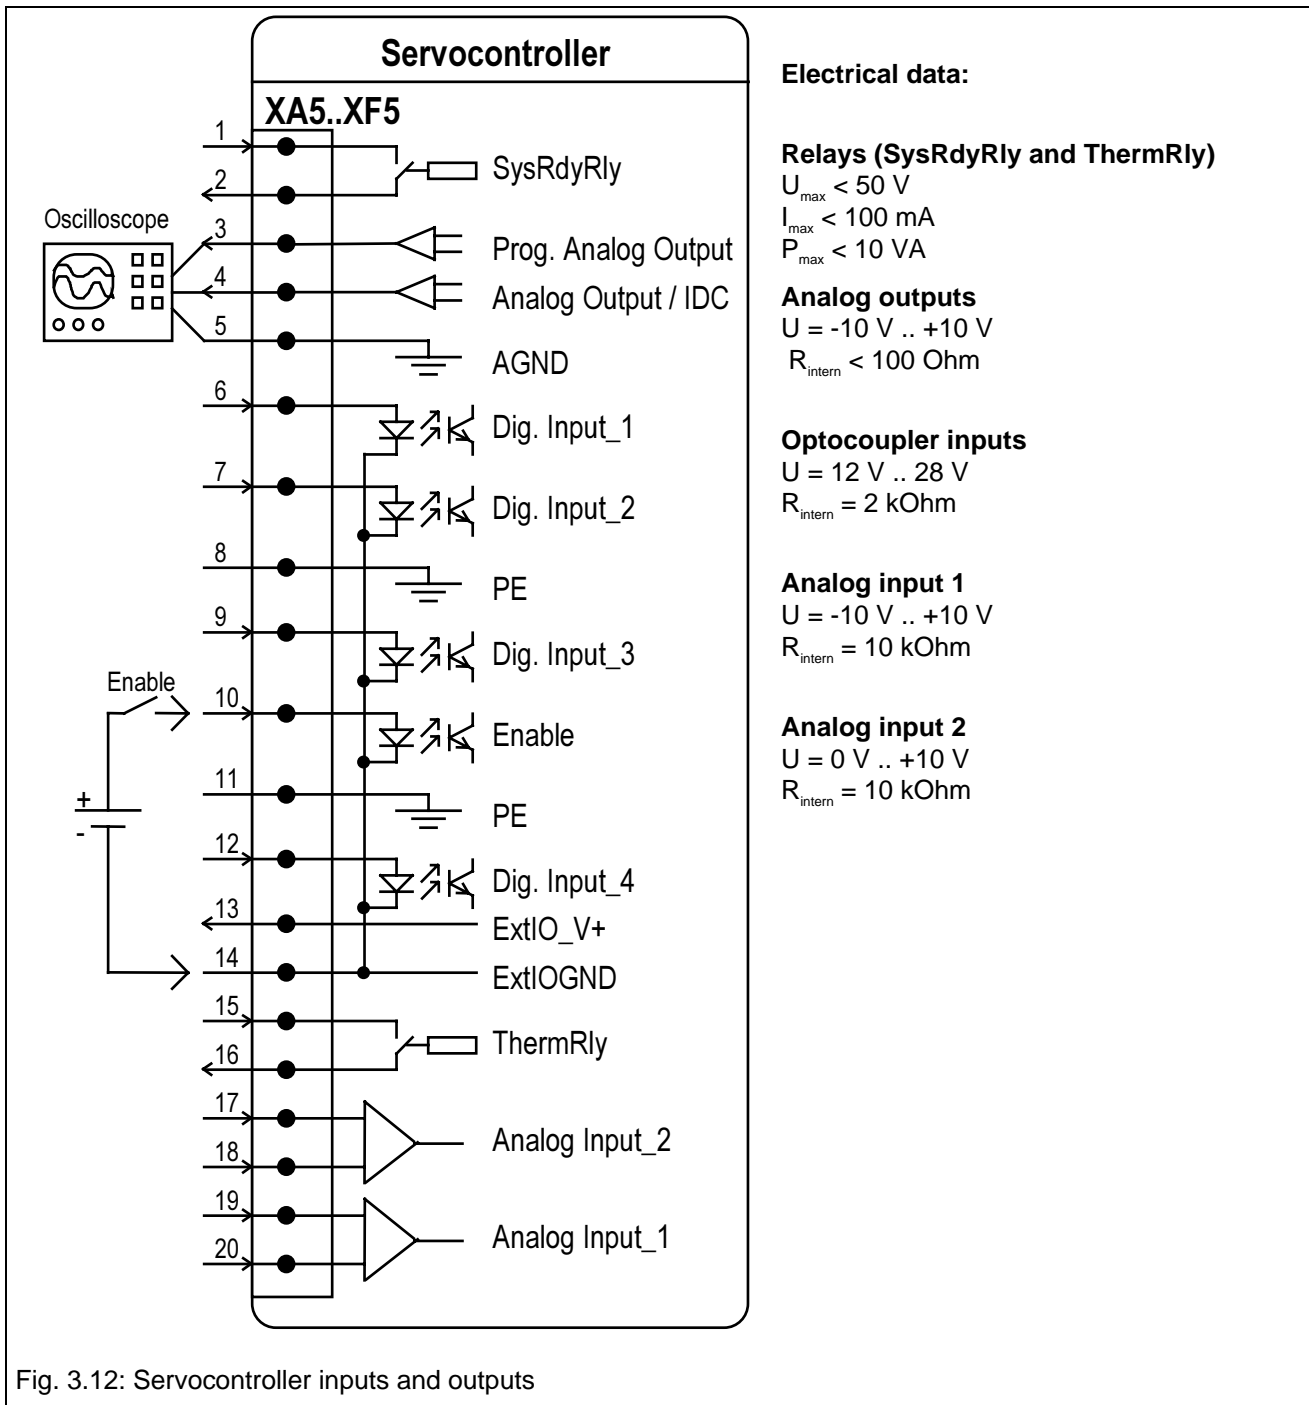 Servocontroller
XA5..XF5
1
SysRdyRly
2
Oscilloscope
3
Prog. Analog Output
4
Analog Output / IDC
5
AGND
6
Dig. Input_1
7
Dig. Input_2
8
PE
9
Dig. Input_3
Enable
10
Enable
11
PE
+
-
12
Dig. Input_4
13
ExtIO_V+
14
ExtIOGND
15
ThermRly
16
17
Analog Input_2
18
19
Analog Input_1
20
Electrical data:
Relays (SysRdyRly and ThermRly)
Umax < 50 V
Imax < 100 mA
Pmax < 10 VA
Analog outputs
U = -10 V .. +10 V
Rintern < 100 Ohm
Optocoupler inputs
U = 12 V .. 28 V
Rintern = 2 kOhm
Analog input 1
U = -10 V .. +10 V
Rintern = 10 kOhm
Analog input 2
U = 0 V .. +10 V
Rintern = 10 kOhm
Fig. 3.12: Servocontroller inputs and outputs